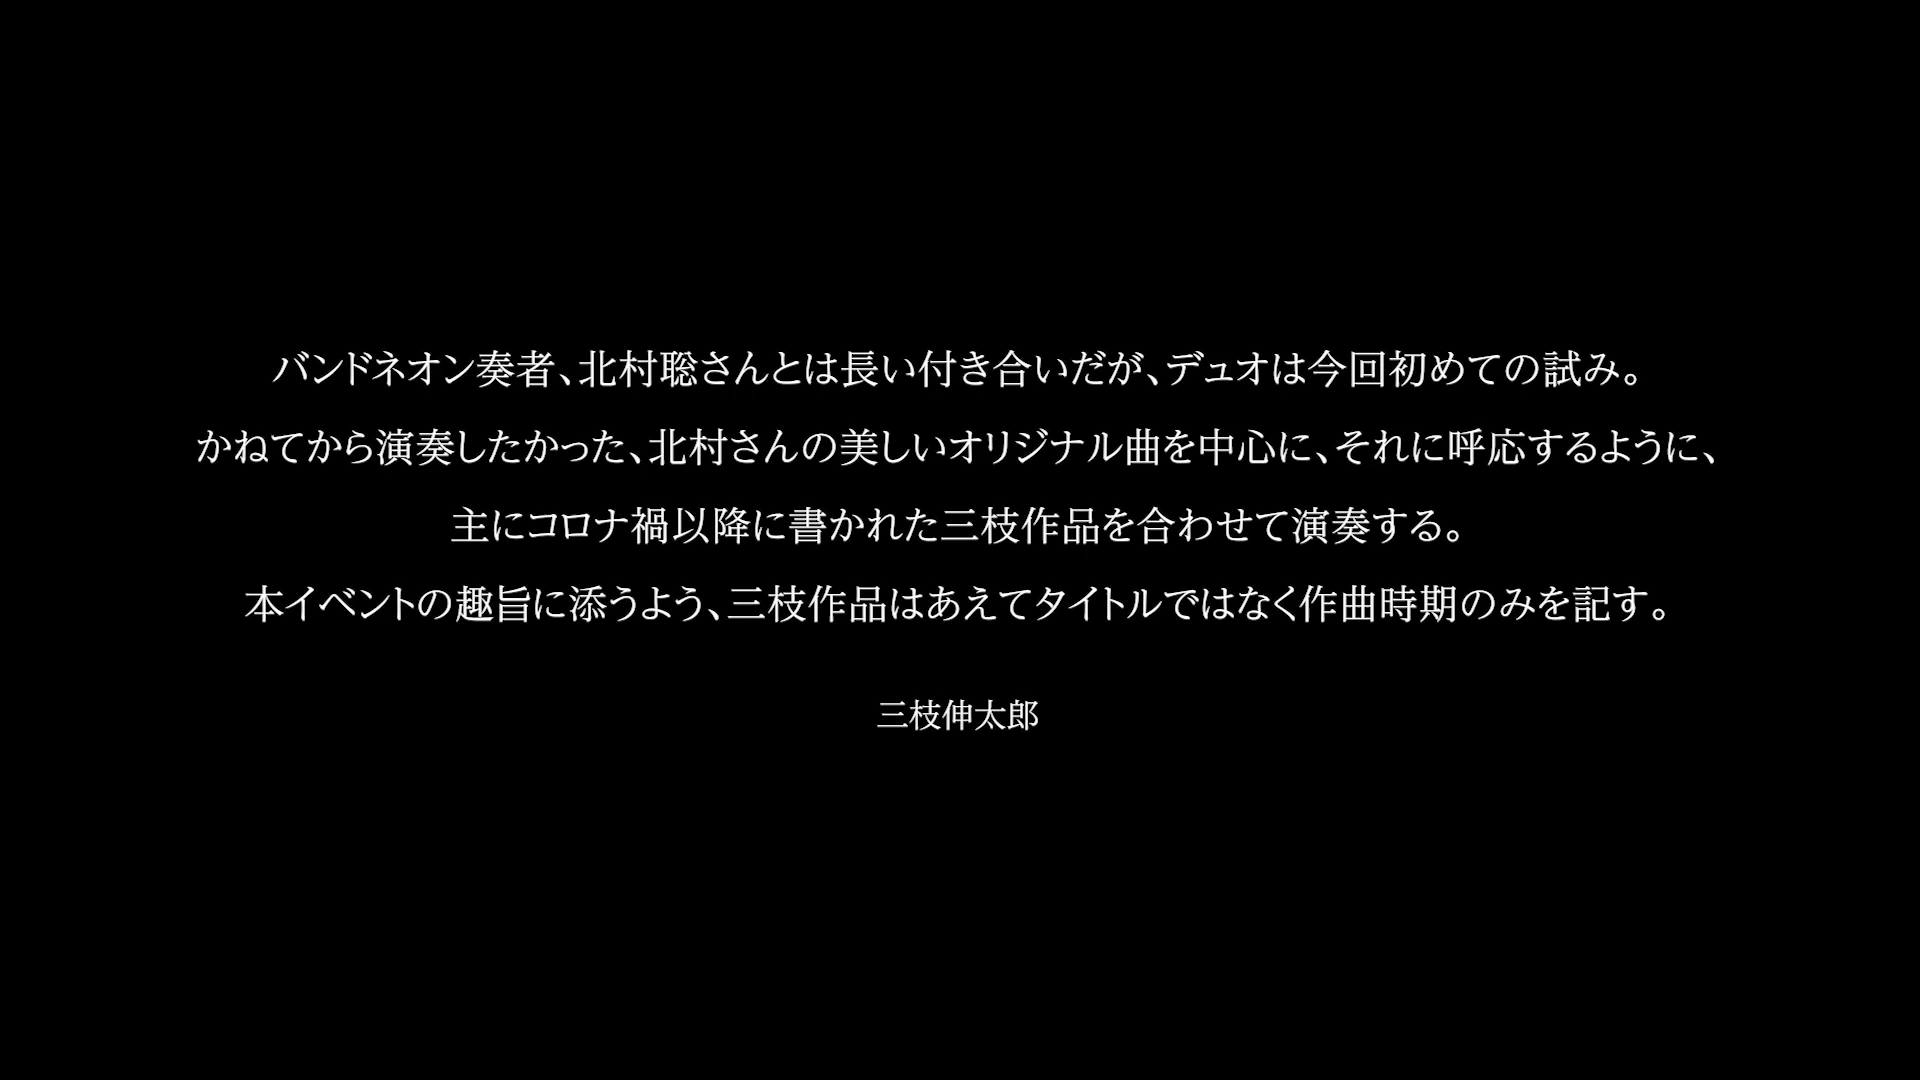 バンドネオン奏者、北村聡さんとは長い付き合いだが、デュオは今回初めての試み。
かねてから演奏したかった、北村さんの美しいオリジナル曲を中心に、それに呼応するように、
主にコロナ禍以降に書かれた三枝作品を合わせて演奏する。
本イベントの趣旨に添うよう、三枝作品はあえてタイトルではなく作曲時期のみを記す。
三枝伸太郎